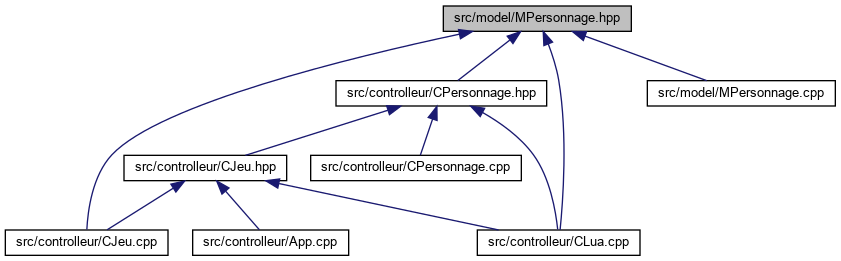 src/model/MPersonnage.hpp
src/controlleur/CPersonnage.hpp
src/model/MPersonnage.cpp
src/controlleur/CJeu.hpp
src/controlleur/CPersonnage.cpp
src/controlleur/CJeu.cpp
src/controlleur/App.cpp
src/controlleur/CLua.cpp